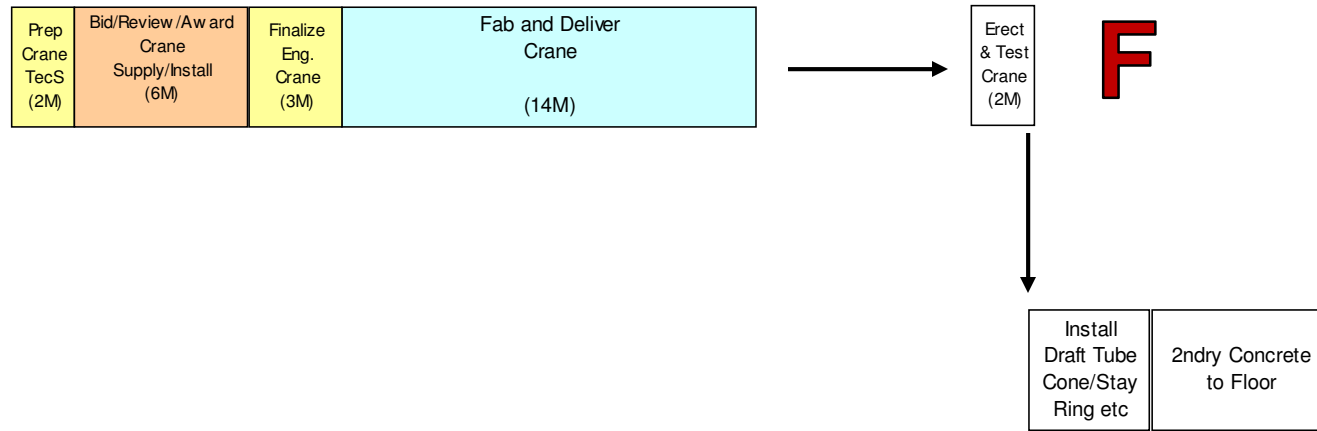 Prep
Crane
TecS
(2M)
Bid/Review/Award
Crane
Supply/Install
(6M)
Finalize
Eng.
Crane
(3M)
Fab and Deliver
Crane
(14M)
Erect
& Test
Crane
(2M)
F
Install
Draft Tube
Cone/Stay
Ring etc
2ndry Concrete
to Floor